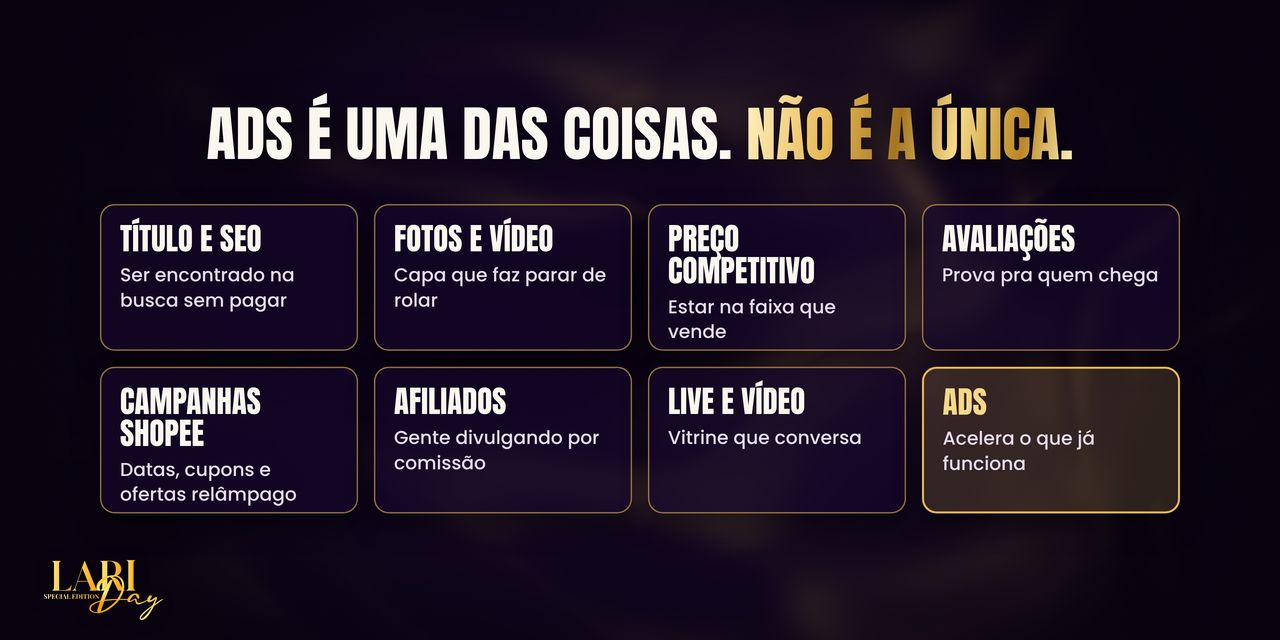 ADS É UMA DAS COISAS. NÃO É A ÚNICA.
TÍTULO E SEO
Ser encontrado na
busca sem pagar
FOTOS E VÍDEO
Capa que faz parar de
rolar
PREÇO
COMPETITIVO
Estar na faixa que
vende
AVALIAÇÕES
Prova pra quem chega
CAMPANHAS
SHOPEE
Datas, cupons e
ofertas relâmpago
AFILIADOS
Gente divulgando por
comissão
LIVE E VÍDEO
Vitrine que conversa
ADS
Acelera o que já
funciona
LABI
SPECIAL EDITION
Day